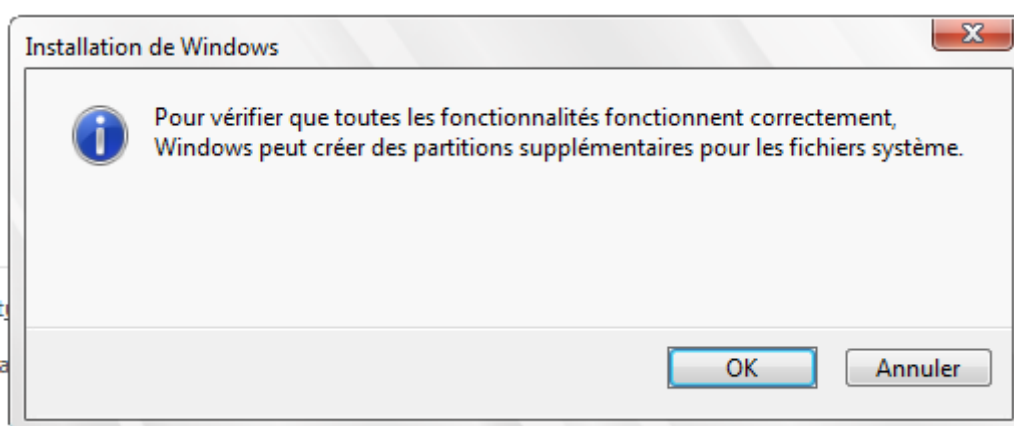 Installation de Windows
Pour vérifier que toutes les fonctionnalités fonctionnent correctement,
Windows peut créer des partitions supplémentaires pour les fichiers système.
OK
Annuler